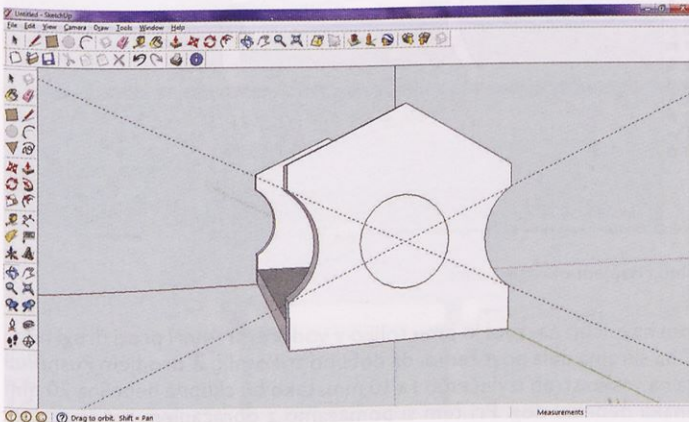 Untitled - SketchUp
File Edit View Camera Draw Tools Window Help
Drag to orbit. Shift = Pan
Measurements